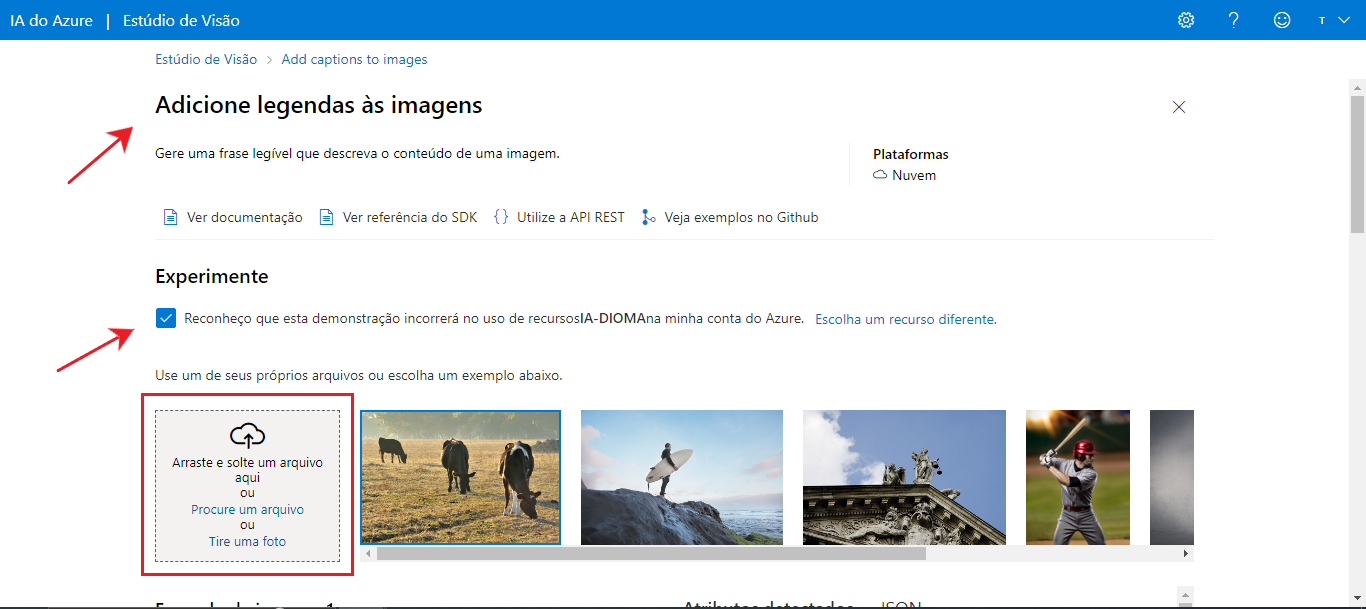 IA do Azure | Estúdio de Visão
T
Estúdio de Visão > Add captions to images
Adicione legendas às imagens
Gere uma frase legível que descreva o conteúdo de uma imagem.
Plataformas
Nuvem
Ver documentação
Ver referência do SDK
Utilize a API REST
Veja exemplos no Github
Experimente
Reconheço que esta demonstração incorrerá no uso de recursosIA-DIOMAna minha conta do Azure. Escolha um recurso diferente.
Use um de seus próprios arquivos ou escolha um exemplo abaixo.
Arraste e solte um arquivo
aqui
ou
Procure um arquivo
ou
Tire uma foto
Atributos detectados
JSON